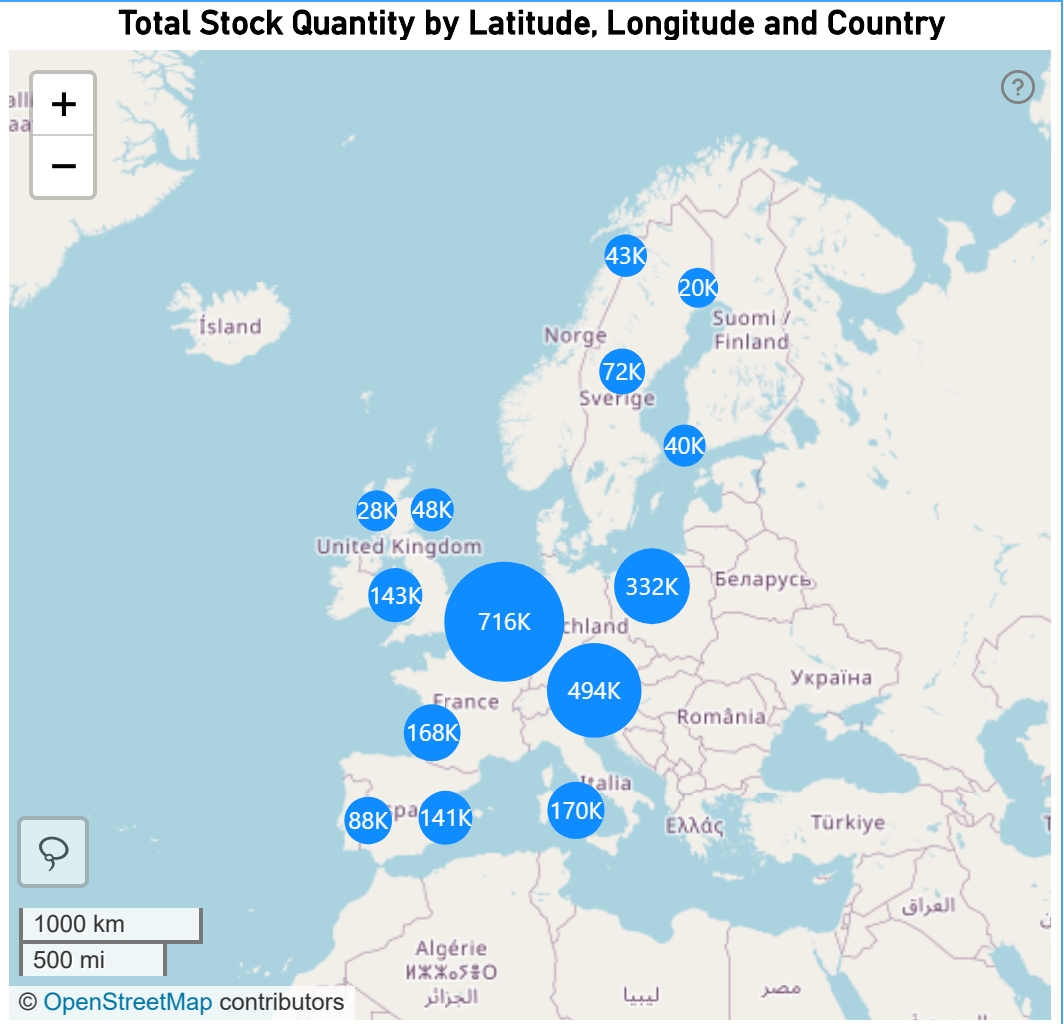 Total Stock Quantity by Latitude, Longitude and Country
+
?
−
43K
20K
Suomi /
Finland
Ísland
Norge
72K
Sverige
40K
28K
48K
United Kingdom
143K
716K
chland
332K
Беларусь
494K
Україна
France
168K
România
Italia
170K
88K
spa
141K
Ελλάς
Türkiye
العراق
1000 km
500 mi
Algérie
ⵍⵣⵣⴰⵢⴻⵔ
الجزائر
ليبيا
مصر
© OpenStreetMap contributors